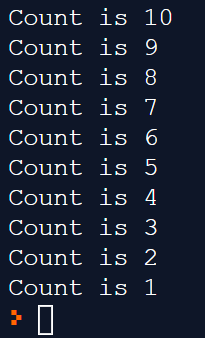 Count is 10
Count is 9
Count is 8
Count is 7
Count is 6
Count is 5
Count is 4
Count is 3
Count is 2
Count is 1
>